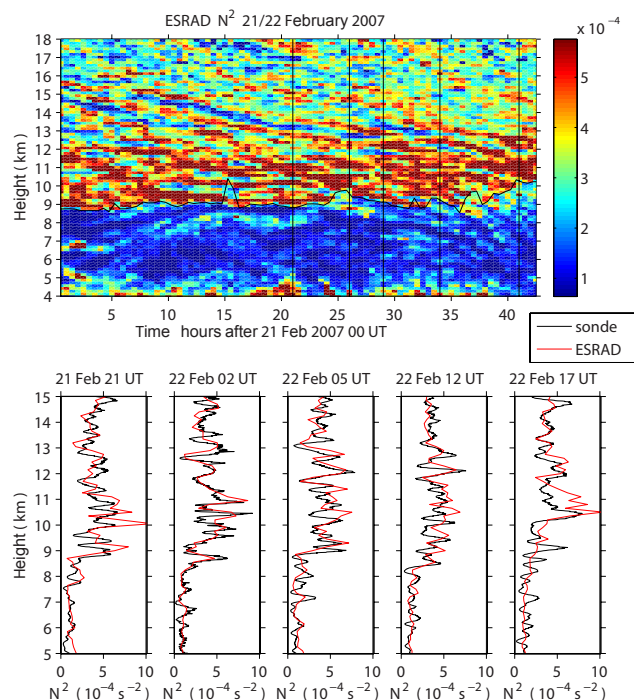 ESRAD N² 21/22 February 2007
x 10⁻⁴
18
17
16
15
14
13
12
11
10
9
8
7
6
5
4
Height ( km )
5
4
3
2
1
0 5 10 15 20 25 30 35 40
Time hours after 21 Feb 2007 00 UT
sonde
ESRAD
21 Feb 21 UT 22 Feb 02 UT 22 Feb 05 UT 22 Feb 12 UT 22 Feb 17 UT
15
14
13
12
11
10
9
8
7
6
5
Height ( km )
0 5 10 0 5 10 0 5 10 0 5 10 0 5 10
N² ( 10⁻⁴ s⁻²) N² ( 10⁻⁴ s⁻²) N² ( 10⁻⁴ s⁻²) N² ( 10⁻⁴ s⁻²) N² ( 10⁻⁴ s⁻²)